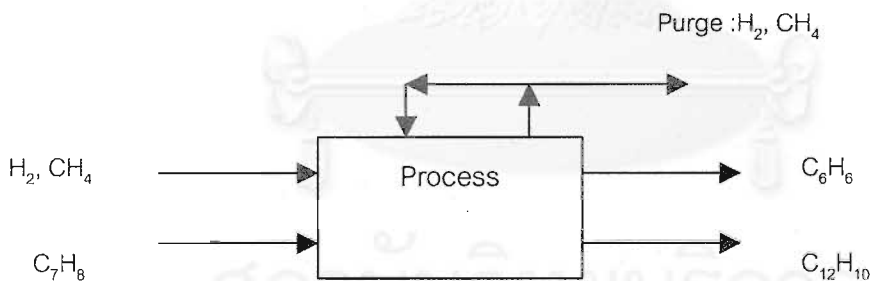 Purge :H₂, CH₄
H₂, CH₄
Process
C₆H₆
C₇H₈
C₁₂H₁₀